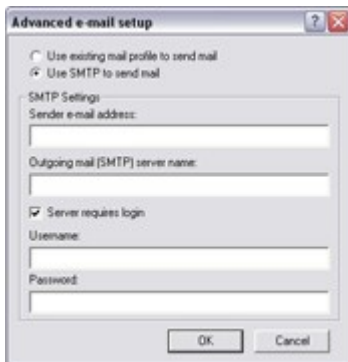 Advanced e-mail setup
Use existing mail profile to send mail
Use SMTP to send mail
SMTP Settings
Sender e-mail address:
Outgoing mail (SMTP) server name:
Server requires login
Username:
Password:
OK Cancel